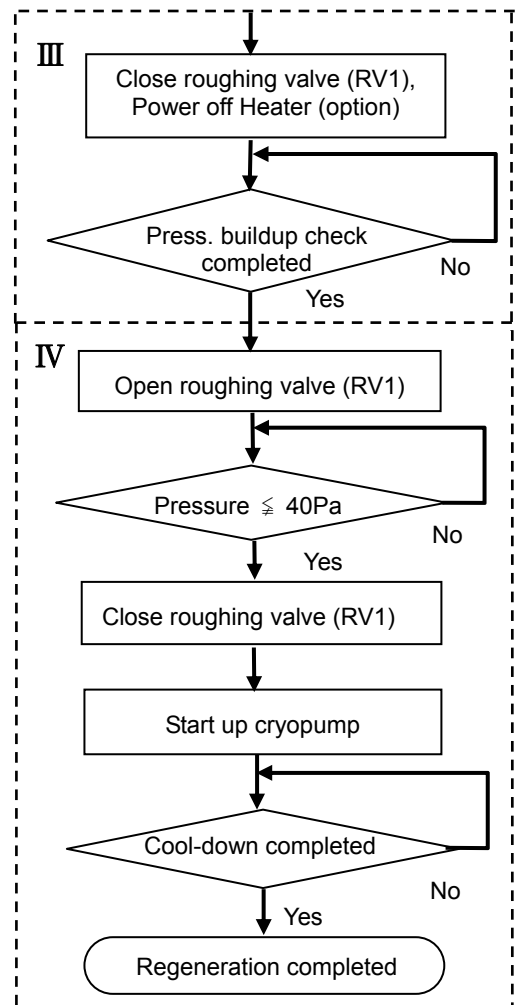 Ⅲ
Close roughing valve (RV1),
Power off Heater (option)
Press. buildup check
completed
No
Yes
Ⅳ
Open roughing valve (RV1)
Pressure ≦ 40Pa
No
Yes
Close roughing valve (RV1)
Start up cryopump
Cool-down completed
No
Yes
Regeneration completed